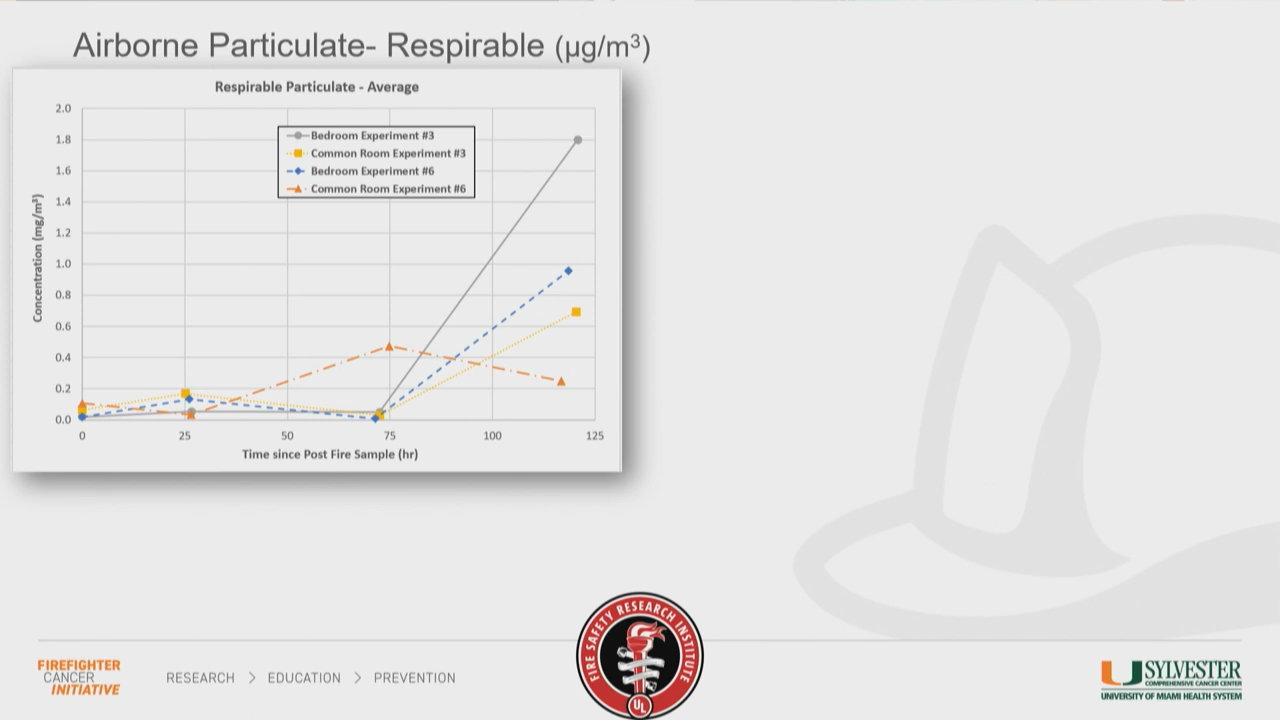 Airborne Particulate- Respirable (µg/m³)
Respirable Particulate - Average
2.0
1.8
1.6
1.4
1.2
1.0
0.8
0.6
0.4
0.2
0.0
Concentration (mg/m³)
Bedroom Experiment #3
Common Room Experiment #3
Bedroom Experiment #6
Common Room Experiment #6
0 25 50 75 100 125
Time since Post Fire Sample (hr)
FIREFIGHTER
CANCER
INITIATIVE
RESEARCH > EDUCATION > PREVENTION
FIRE SAFETY RESEARCH INSTITUTE
UL
SYLVESTER
COMPREHENSIVE CANCER CENTER
UNIVERSITY OF MIAMI HEALTH SYSTEM